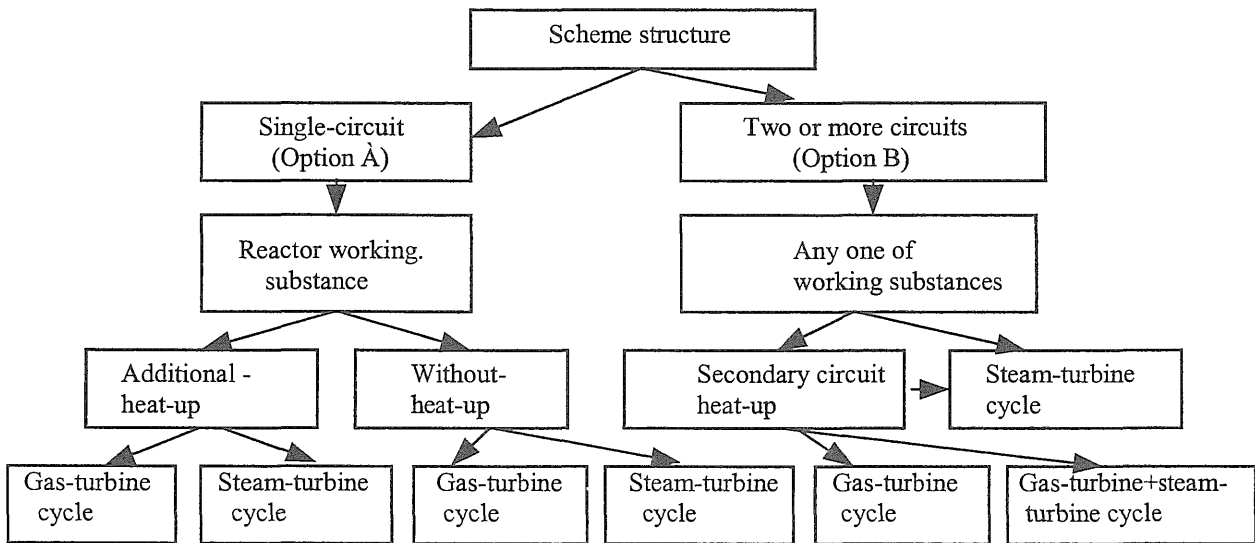 Scheme structure
Single-circuit
(Option À)
Two or more circuits
(Option B)
Reactor working.
substance
Any one of
working substances
Additional -
heat-up
Without-
heat-up
Secondary circuit
heat-up
Steam-turbine
cycle
Gas-turbine
cycle
Steam-turbine
cycle
Gas-turbine
cycle
Steam-turbine
cycle
Gas-turbine
cycle
Gas-turbine+steam-
turbine cycle